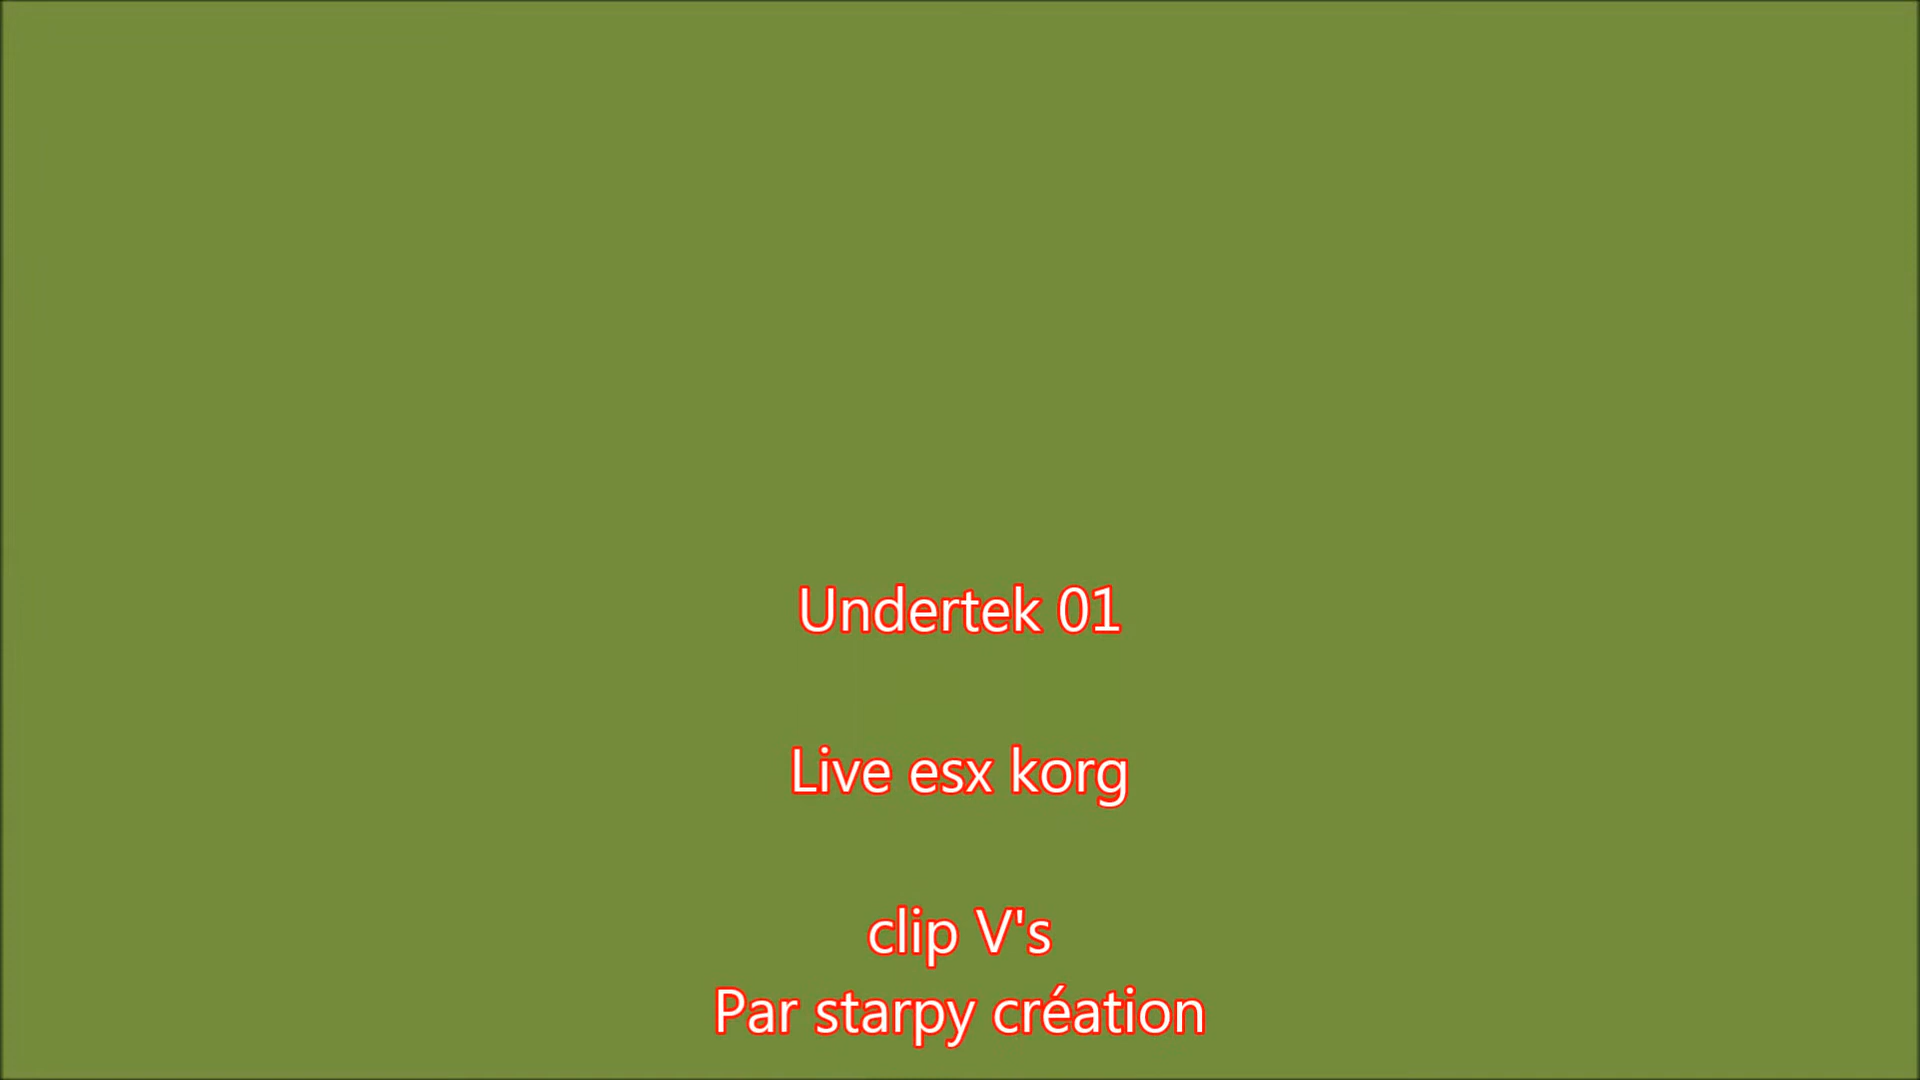 Undertek 01
Live esx korg
clip V's
Par starpy création